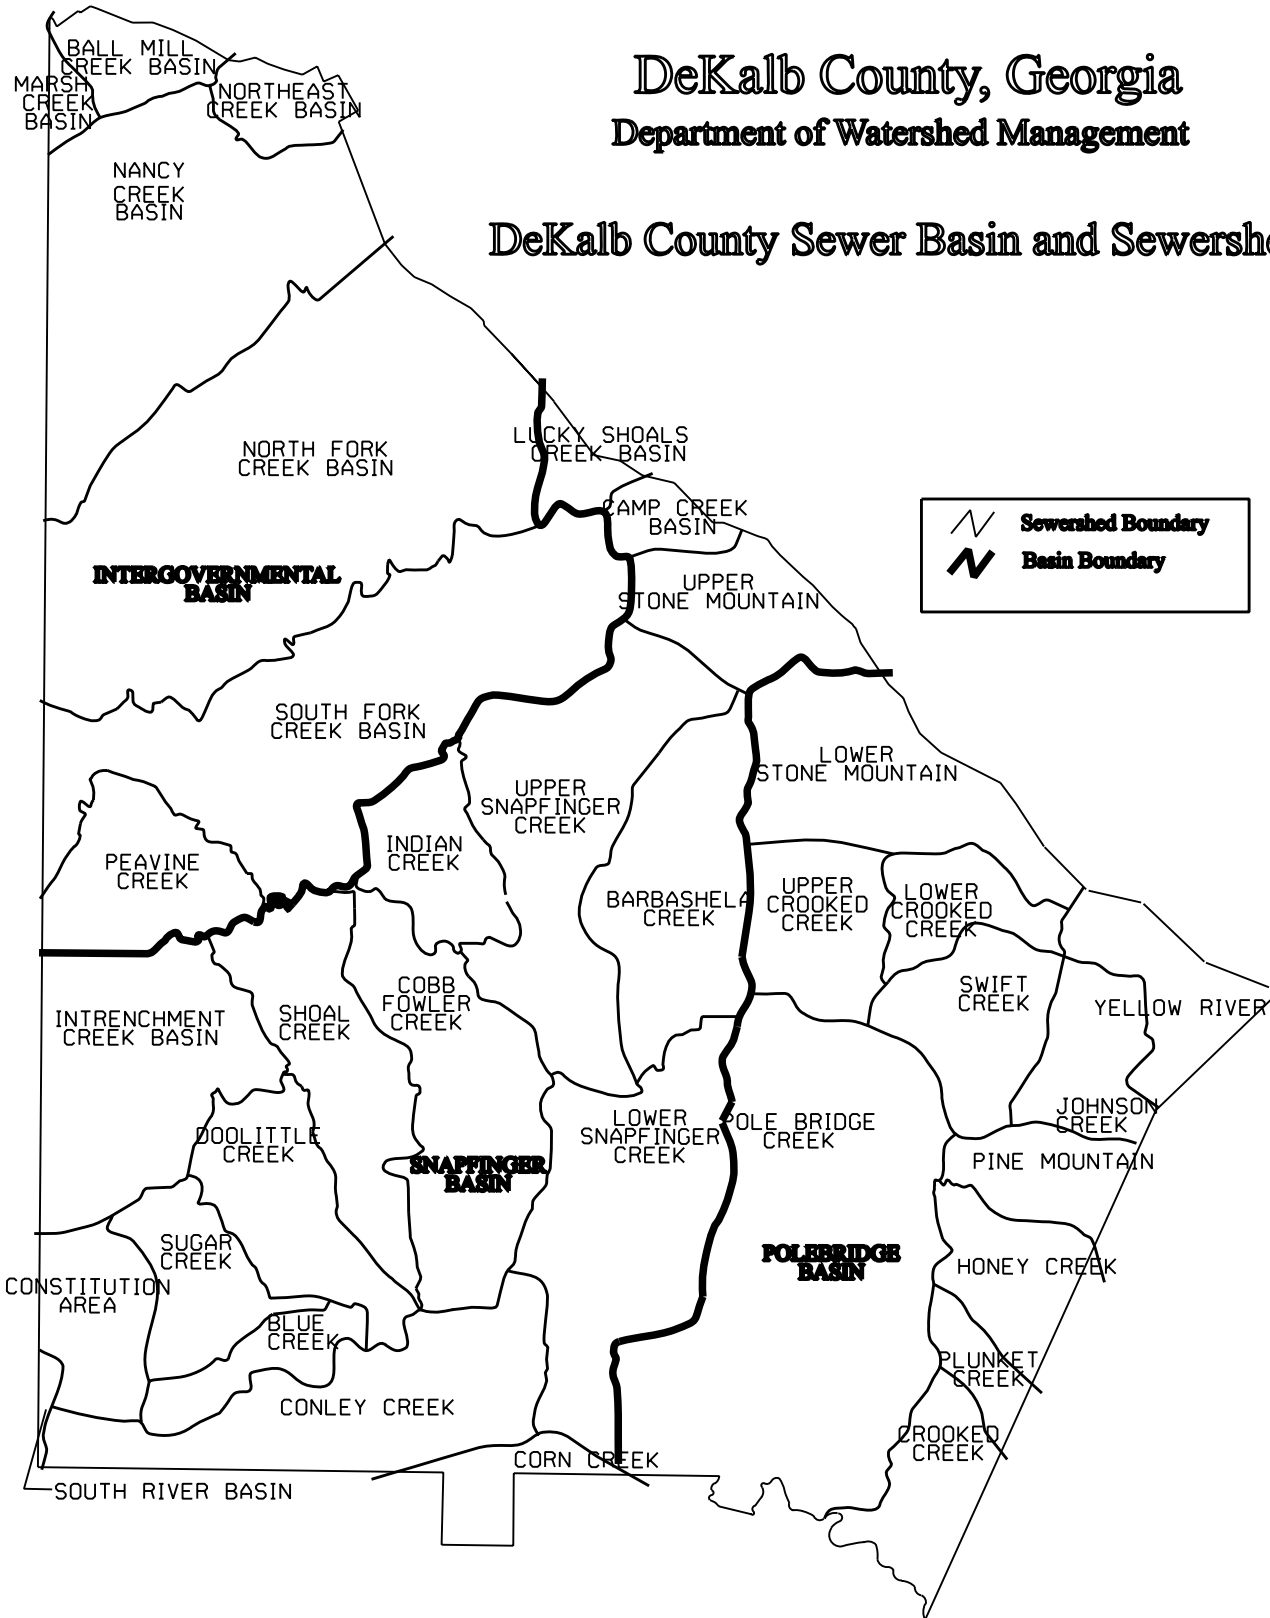 DeKalb County, Georgia
Department of Watershed Management
DeKalb County Sewer Basin and Sewershe
BALL MILL
CREEK BASIN
MARSH
CREEK
BASIN
NORTHEAST
CREEK BASIN
NANCY
CREEK
BASIN
NORTH FORK
CREEK BASIN
LUCKY SHOALS
CREEK BASIN
CAMP CREEK
BASIN
Sewershed Boundary
Basin Boundary
INTERGOVERNMENTAL
BASIN
UPPER
STONE MOUNTAIN
SOUTH FORK
CREEK BASIN
LOWER
STONE MOUNTAIN
UPPER
SNAPFINGER
CREEK
INDIAN
CREEK
PEAVINE
CREEK
BARBASHELA
CREEK
UPPER
CROOKED
CREEK
LOWER
CROOKED
CREEK
COBB
FOWLER
CREEK
SWIFT
CREEK
YELLOW RIVER
INTRENCHMENT
CREEK BASIN
SHOAL
CREEK
LOWER
SNAPFINGER
CREEK
POLE BRIDGE
CREEK
JOHNSON
CREEK
DOOLITTLE
CREEK
SNAPFINGER
BASIN
PINE MOUNTAIN
SUGAR
CREEK
POLEBRIDGE
BASIN
HONEY CREEK
CONSTITUTION
AREA
BLUE
CREEK
PLUNKET
CREEK
CONLEY CREEK
CROOKED
CREEK
CORN CREEK
SOUTH RIVER BASIN